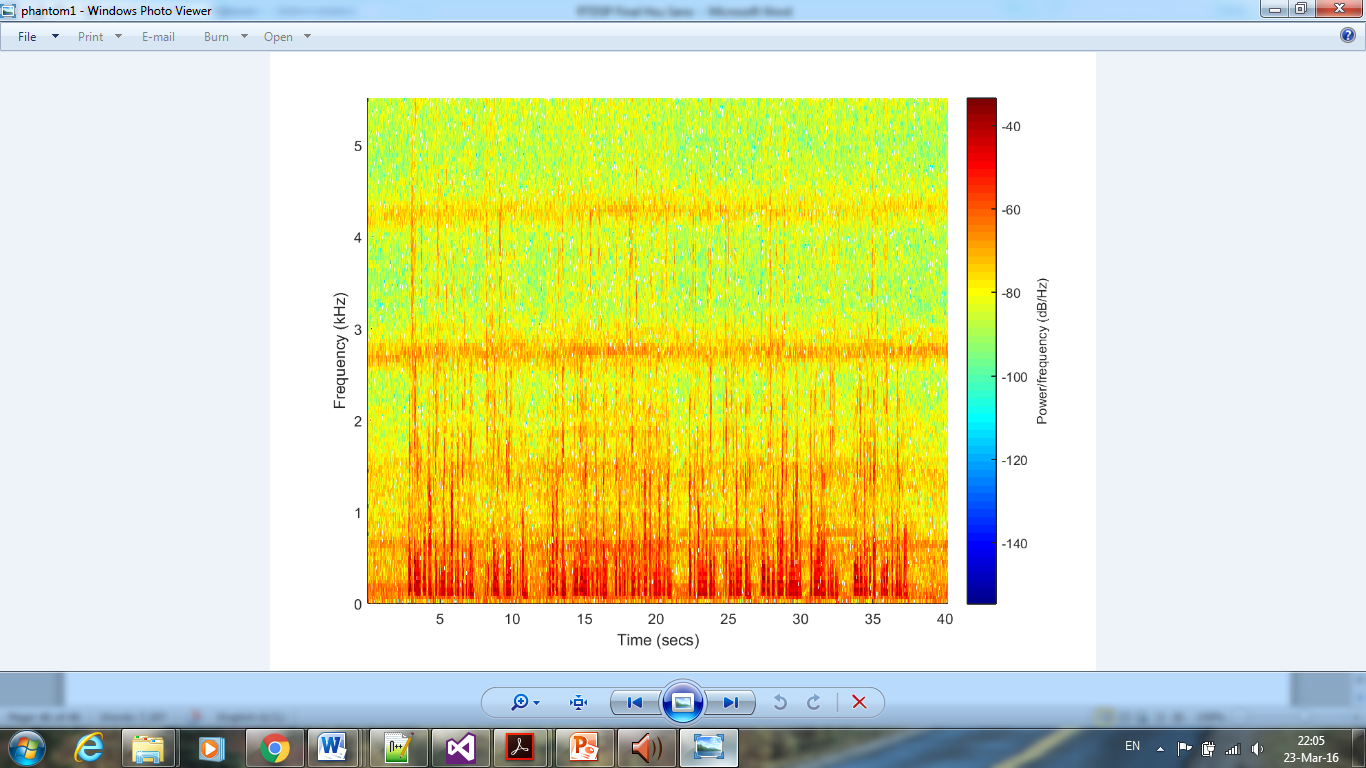 phantom1 - Windows Photo Viewer
File Print E-mail Burn Open
5
4
3
2
1
0
Frequency (kHz)
5 10 15 20 25 30 35 40
Time (secs)
-40
-60
-80
-100
-120
-140
Power/frequency (dB/Hz)
EN
22:05
23-Mar-16